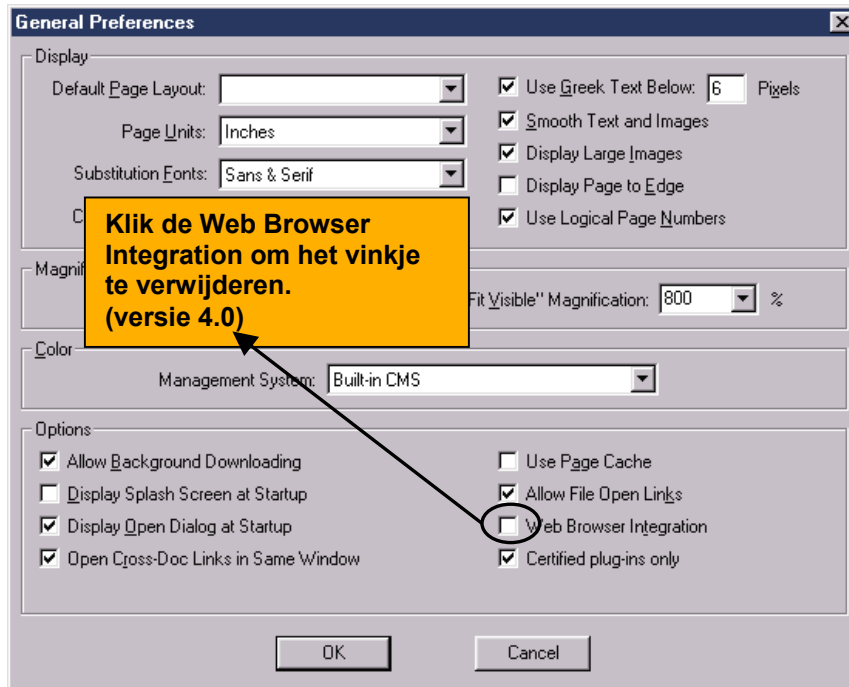 General Preferences
Display
Default Page Layout:
Page Units: Inches
Substitution Fonts: Sans & Serif
C
Use Greek Text Below: 6 Pixels
Smooth Text and Images
Display Large Images
Display Page to Edge
Use Logical Page Numbers
Klik de Web Browser
Integration om het vinkje
te verwijderen.
(versie 4.0)
Magnif
Fit Visible" Magnification: 800 %
Color
Management System: Built-in CMS
Options
Allow Background Downloading
Display Splash Screen at Startup
Display Open Dialog at Startup
Open Cross-Doc Links in Same Window
Use Page Cache
Allow File Open Links
Web Browser Integration
Certified plug-ins only
OK
Cancel